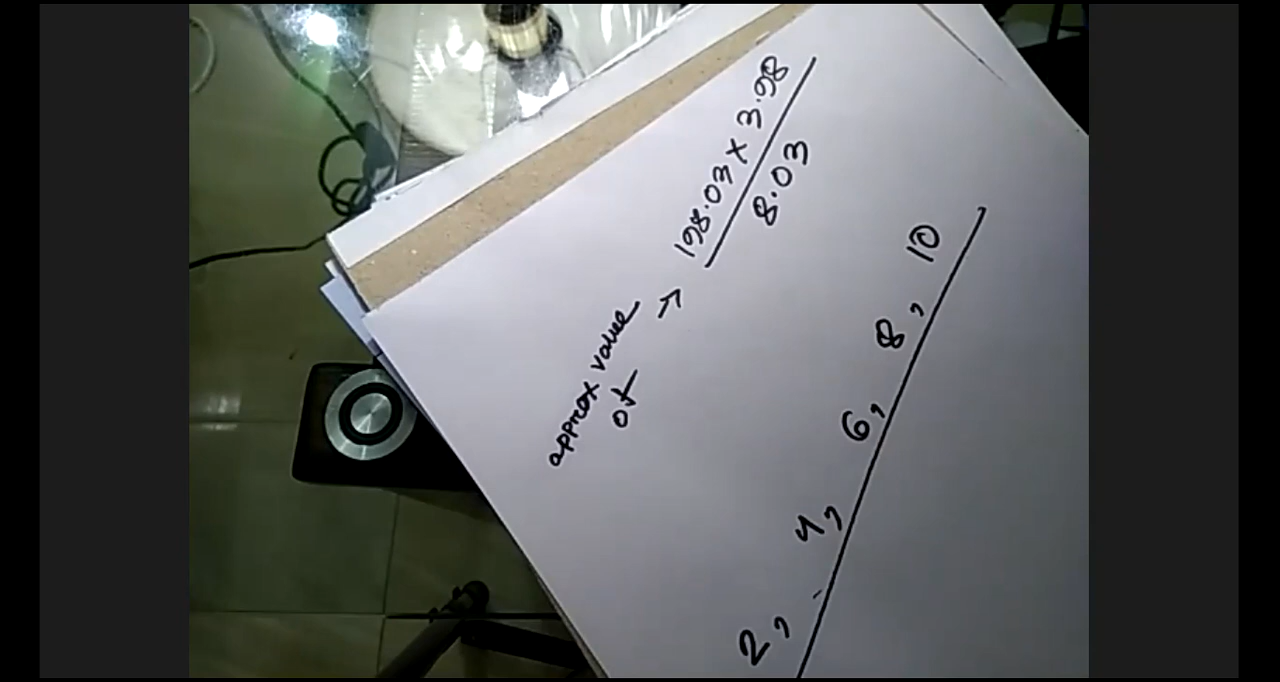 approx value
of → 198.03 × 3.98
8.03
2, 4, 6, 8, 10